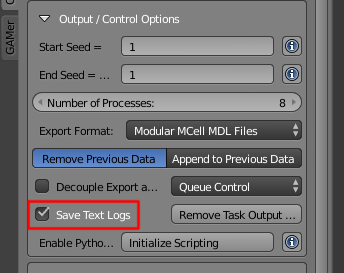 GAMer
Output / Control Options
Start Seed = 1
End Seed = ... 1
Number of Processes: 8
Export Format: Modular MCell MDL Files
Remove Previous Data Append to Previous Data
Decouple Export a... Queue Control
Save Text Logs Remove Task Output ...
Enable Pytho... Initialize Scripting